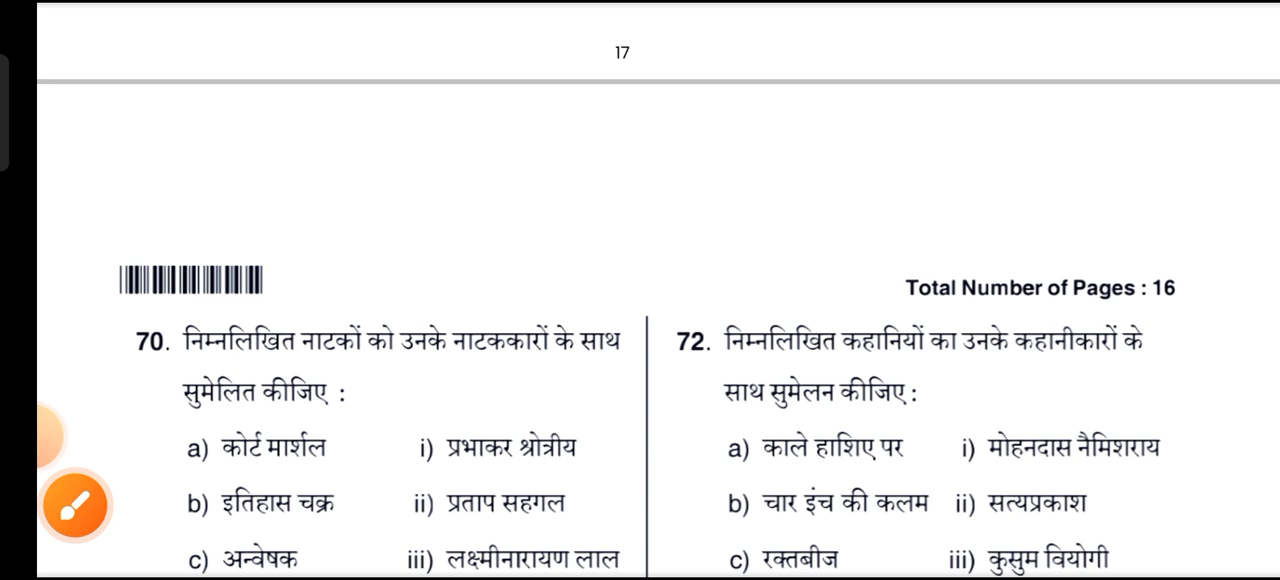 17
Total Number of Pages : 16
70. निम्नलिखित नाटकों को उनके नाटककारों के साथ
सुमेलित कीजिए :
a) कोर्ट मार्शल i) प्रभाकर श्रोत्रीय
b) इतिहास चक्र ii) प्रताप सहगल
c) अन्वेषक iii) लक्ष्मीनारायण लाल
72. निम्नलिखित कहानियों का उनके कहानीकारों के
साथ सुमेलन कीजिए :
a) काले हाशिए पर i) मोहनदास नैमिशराय
b) चार इंच की कलम ii) सत्यप्रकाश
c) रक्तबीज iii) कुसुम वियोगी